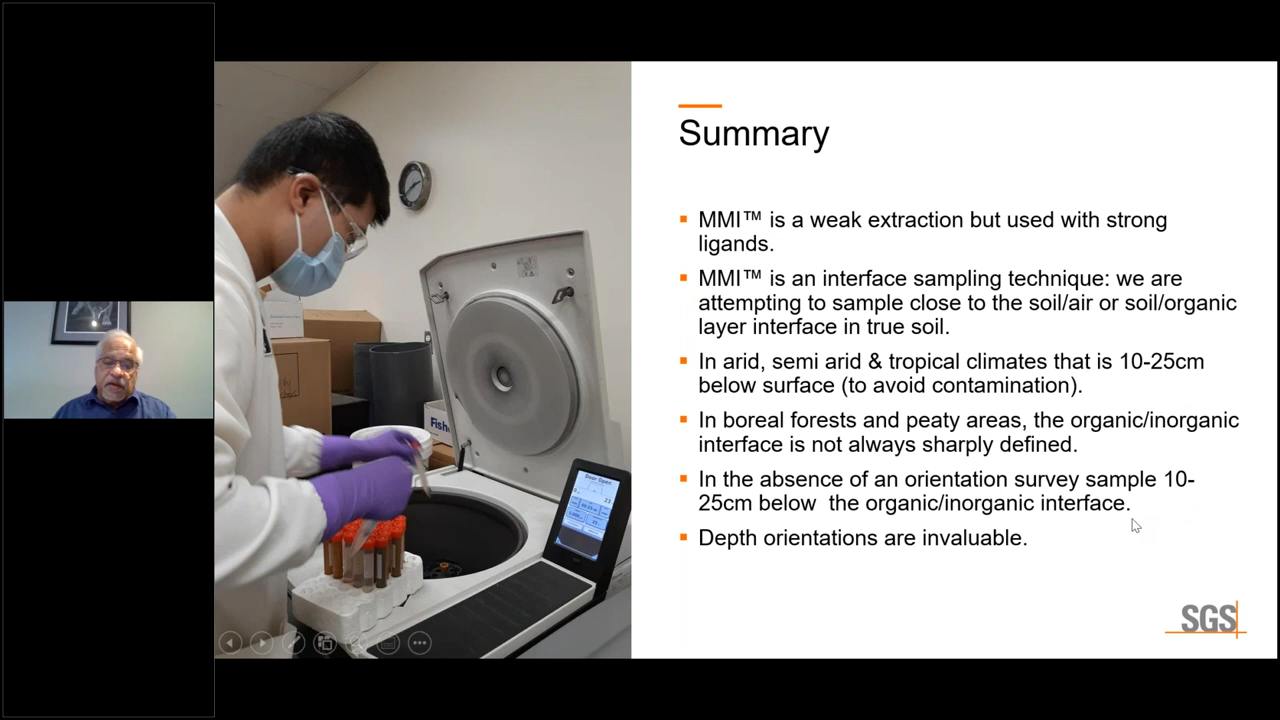 Summary
MMI™ is a weak extraction but used with strong
ligands.
MMI™ is an interface sampling technique: we are
attempting to sample close to the soil/air or soil/organic
layer interface in true soil.
In arid, semi arid & tropical climates that is 10-25cm
below surface (to avoid contamination).
In boreal forests and peaty areas, the organic/inorganic
interface is not always sharply defined.
In the absence of an orientation survey sample 10-
25cm below  the organic/inorganic interface.
Depth orientations are invaluable.
SGS
Door Open
23